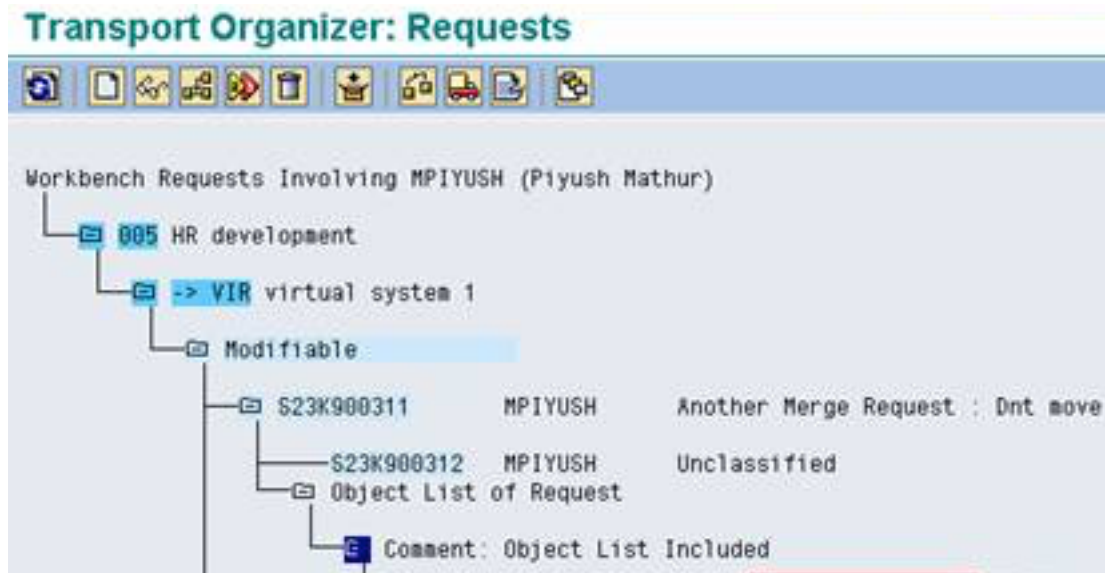 Transport Organizer: Requests
Workbench Requests Involving MPIYUSH (Piyush Mathur)
005 HR development
-> VIR virtual system 1
Modifiable
S23K900311 MPIYUSH Another Merge Request : Dnt move
S23K900312 MPIYUSH Unclassified
Object List of Request
Comment: Object List Included